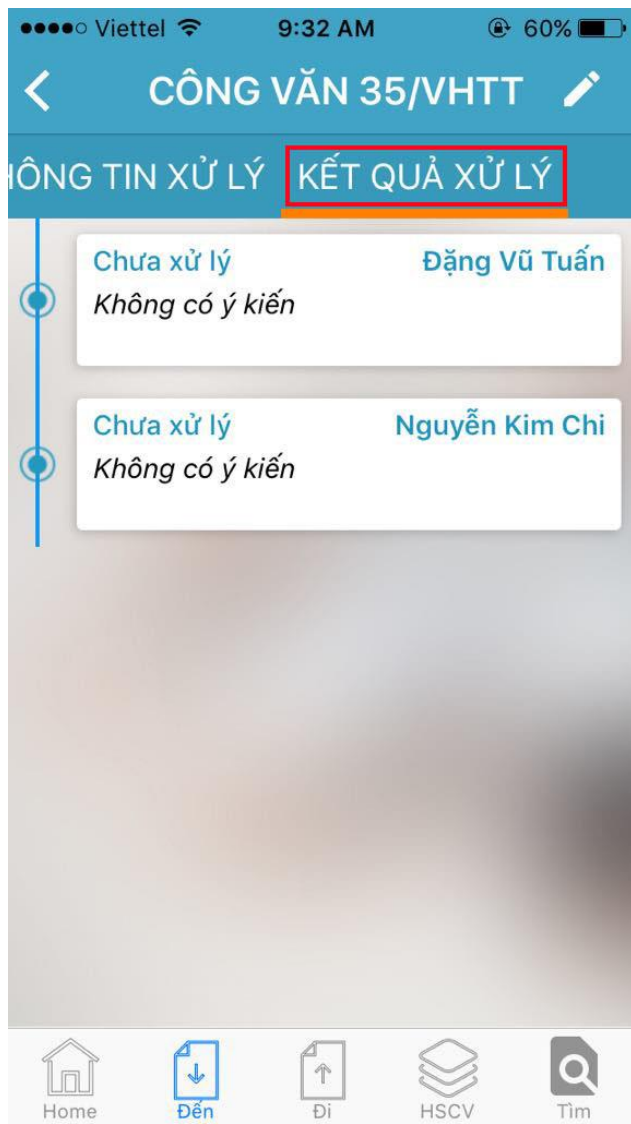 Viettel 9:32 AM 60%
CÔNG VĂN 35/VHTT
HÔNG TIN XỬ LÝ KẾT QUẢ XỬ LÝ
Chưa xử lý Đặng Vũ Tuấn
Không có ý kiến
Chưa xử lý Nguyễn Kim Chi
Không có ý kiến
Home Đến Đi HSCV Tìm